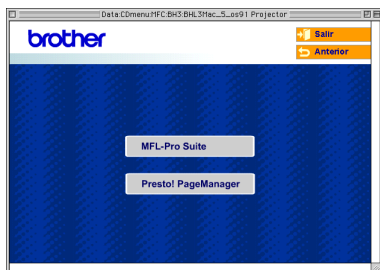 Data:CDmenu:MFC:BH3:BHL3Mac_5_os91 Projector
brother
Salir
Anterior
MFL-Pro Suite
Presto! PageManager